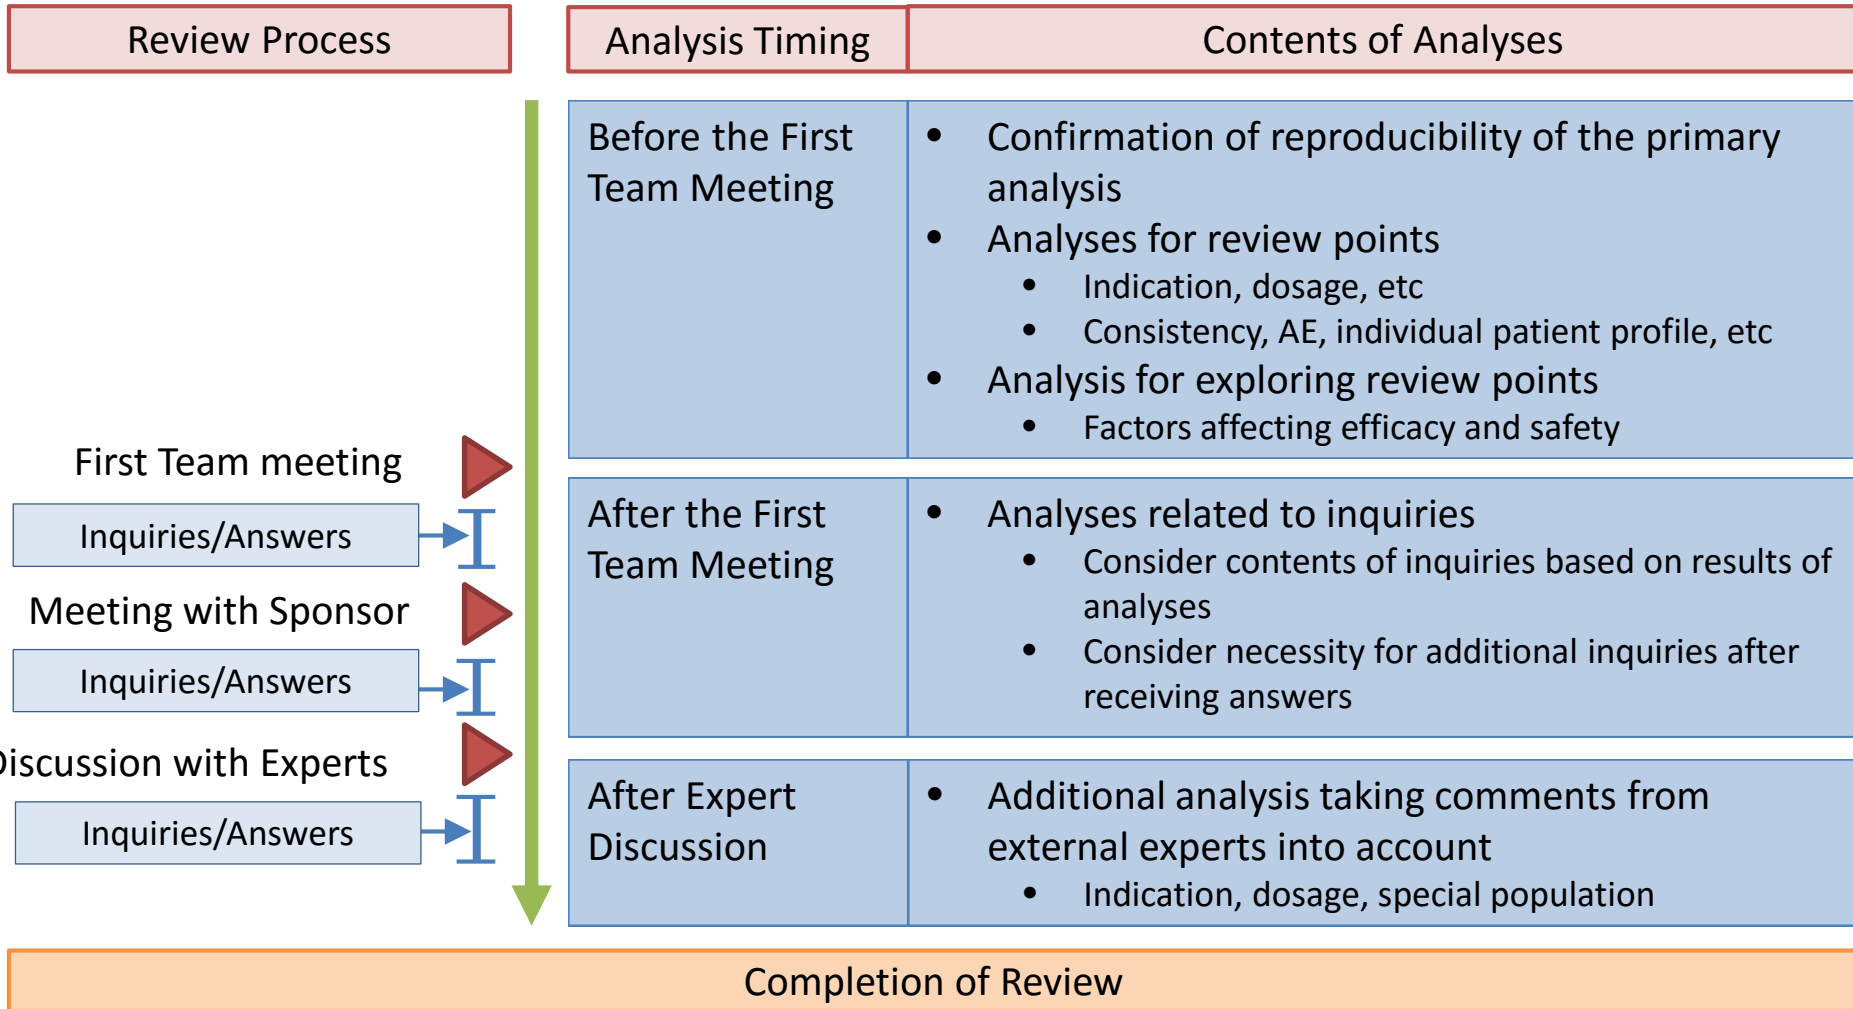 Review Process
Analysis Timing
Contents of Analyses
Before the First
Team Meeting
• Confirmation of reproducibility of the primary
analysis
• Analyses for review points
• Indication, dosage, etc
• Consistency, AE, individual patient profile, etc
• Analysis for exploring review points
• Factors affecting efficacy and safety
First Team meeting
Inquiries/Answers
Meeting with Sponsor
Inquiries/Answers
Discussion with Experts
Inquiries/Answers
After the First
Team Meeting
• Analyses related to inquiries
• Consider contents of inquiries based on results of
analyses
• Consider necessity for additional inquiries after
receiving answers
After Expert
Discussion
• Additional analysis taking comments from
external experts into account
• Indication, dosage, special population
Completion of Review